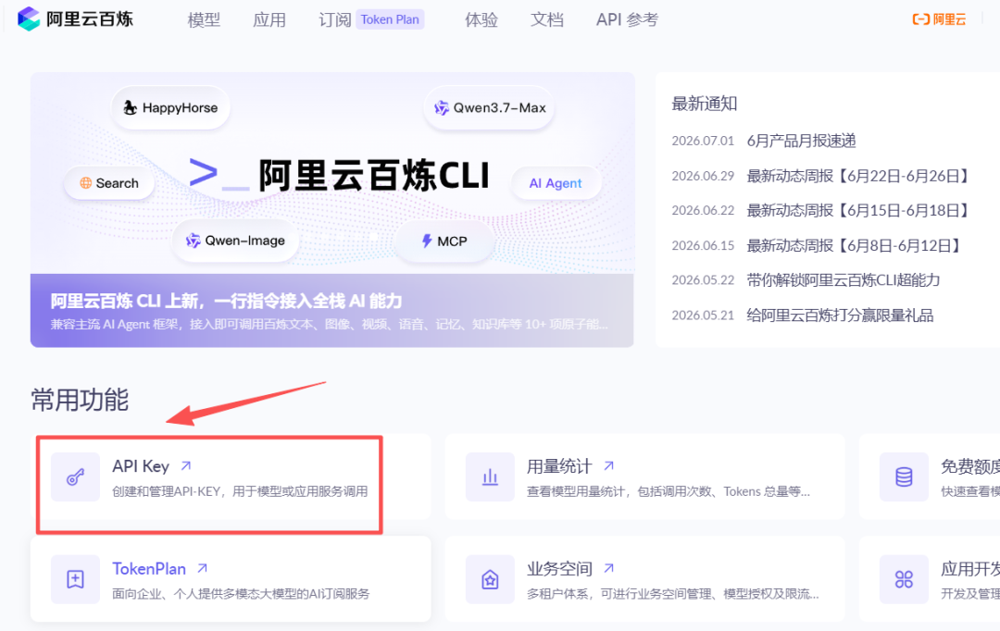 阿里云百炼 模型 应用 订阅 Token Plan 体验 文档 API 参考 阿里云
HappyHorse
Qwen3.7-Max
Search
>_ 阿里云百炼CLI
AI Agent
Qwen-Image
MCP
阿里云百炼 CLI 上新，一行指令接入全栈 AI 能力
兼容主流 AI Agent 框架，接入即可调用百炼文本、图像、视频、语音、记忆、知识库等 10+ 项原子能...
最新通知
2026.07.01 6月产品月报速递
2026.06.29 最新动态周报【6月22日-6月26日】
2026.06.22 最新动态周报【6月15日-6月18日】
2026.06.15 最新动态周报【6月8日-6月12日】
2026.05.22 带你解锁阿里云百炼CLI超能力
2026.05.21 给阿里云百炼打分赢限量礼品
常用功能
API Key
创建和管理API-KEY，用于模型或应用服务调用
用量统计
查看模型用量统计，包括调用次数、Tokens 总量等...
免费额度
快速查看模
TokenPlan
面向企业、个人提供多模态大模型的AI订阅服务
业务空间
多租户体系，可进行业务空间管理、模型授权及限流...
应用开发
开发及管理